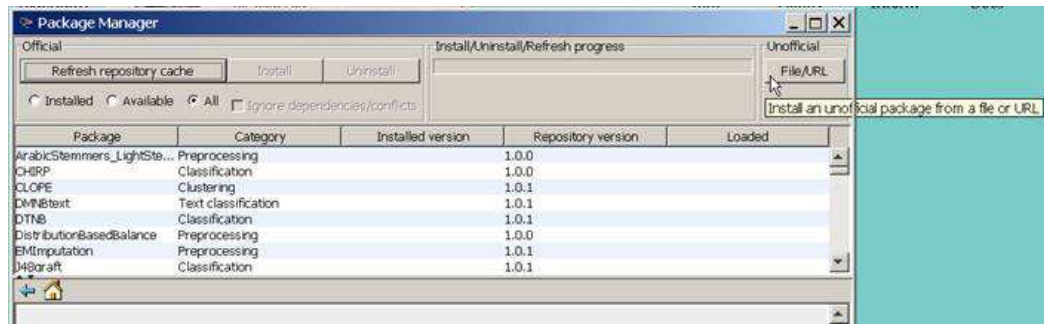 Package Manager
Official
Install/Uninstall/Refresh progress
Unofficial
Refresh repository cache
Install
Uninstall
File/URL
Installed
Available
All
Ignore dependencies/conflicts
Install an unofficial package from a file or URL
Package Category Installed version Repository version Loaded
ArabicStemmers_LightSte... Preprocessing 1.0.0
CHIRP Classification 1.0.0
CLOPE Clustering 1.0.1
DMNBtext Text classification 1.0.1
DTNB Classification 1.0.1
DistributionBasedBalance Preprocessing 1.0.0
EMImputation Preprocessing 1.0.1
J48graft Classification 1.0.1